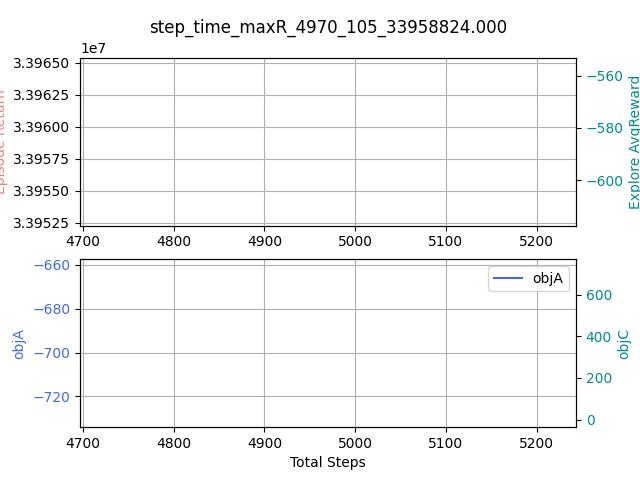 step_time_maxR_4970_105_33958824.000
1e7
3.39650
3.39625
3.39600
3.39575
3.39550
3.39525
Episode Return
−560
−580
−600
Explore AvgReward
4700 4800 4900 5000 5100 5200
−660
−680
−700
−720
objA
objA
600
400
200
0
objC
4700 4800 4900 5000 5100 5200
Total Steps